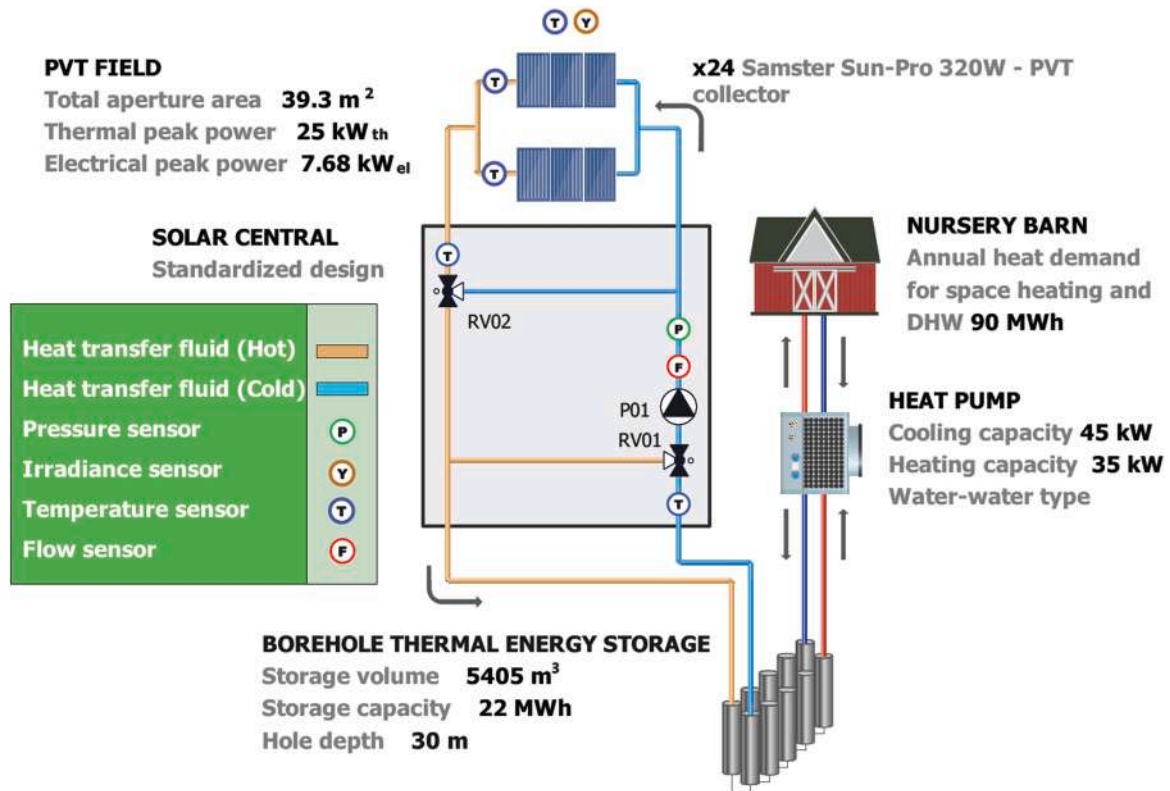 T
Y
PVT FIELD
Total aperture area 39.3 m²
Thermal peak power 25 kW th
Electrical peak power 7.68 kW el
T
T
x24 Samster Sun-Pro 320W - PVT
collector
SOLAR CENTRAL
Standardized design
T
RV02
P
F
P01
RV01
T
Heat transfer fluid (Hot)
Heat transfer fluid (Cold)
Pressure sensor P
Irradiance sensor Y
Temperature sensor T
Flow sensor F
NURSERY BARN
Annual heat demand
for space heating and
DHW 90 MWh
HEAT PUMP
Cooling capacity 45 kW
Heating capacity 35 kW
Water-water type
BOREHOLE THERMAL ENERGY STORAGE
Storage volume 5405 m³
Storage capacity 22 MWh
Hole depth 30 m